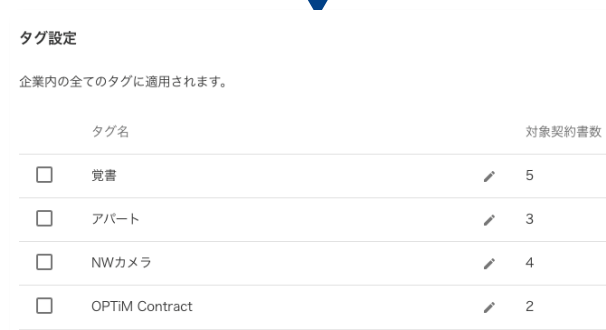 タグ設定
企業内の全てのタグに適用されます。
タグ名 対象契約書数
覚書 5
アパート 3
NWカメラ 4
OPTiM Contract 2